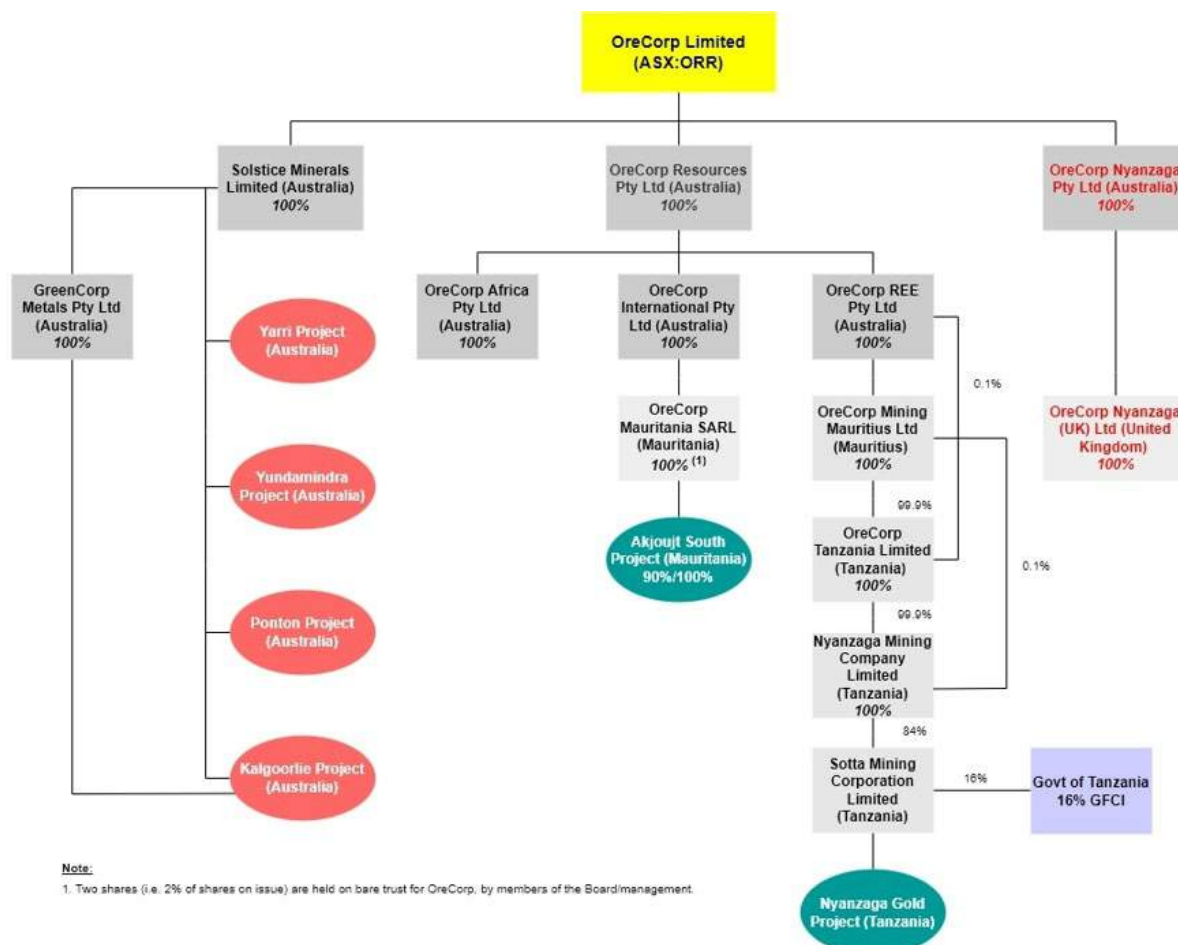 OreCorp Limited
(ASX:ORR)
Solstice Minerals
Limited (Australia)
100%
OreCorp Resources
Pty Ltd (Australia)
100%
OreCorp Nyanzaga
Pty Ltd (Australia)
100%
GreenCorp
Metals Pty Ltd
(Australia)
100%
OreCorp Africa
Pty Ltd
(Australia)
100%
OreCorp
International Pty
Ltd (Australia)
100%
OreCorp REE
Pty Ltd
(Australia)
100%
Yarri Project
(Australia)
0.1%
OreCorp
Mauritania SARL
(Mauritania)
100% (1)
OreCorp Mining
Mauritius Ltd
(Mauritius)
100%
OreCorp Nyanzaga
(UK) Ltd (United
Kingdom)
100%
Yundamindra
Project (Australia)
99.9%
Akjoujt South
Project (Mauritania)
90%/100%
OreCorp
Tanzania Limited
(Tanzania)
100%
0.1%
99.9%
Ponton Project
(Australia)
Nyanzaga Mining
Company
Limited
(Tanzania)
100%
84%
Kalgoorlie Project
(Australia)
Sotta Mining
Corporation
Limited
(Tanzania)
16%
Govt of Tanzania
16% GFCI
Note:
1. Two shares (i.e. 2% of shares on issue) are held on bare trust for OreCorp, by members of the Board/management.
Nyanzaga Gold
Project (Tanzania)